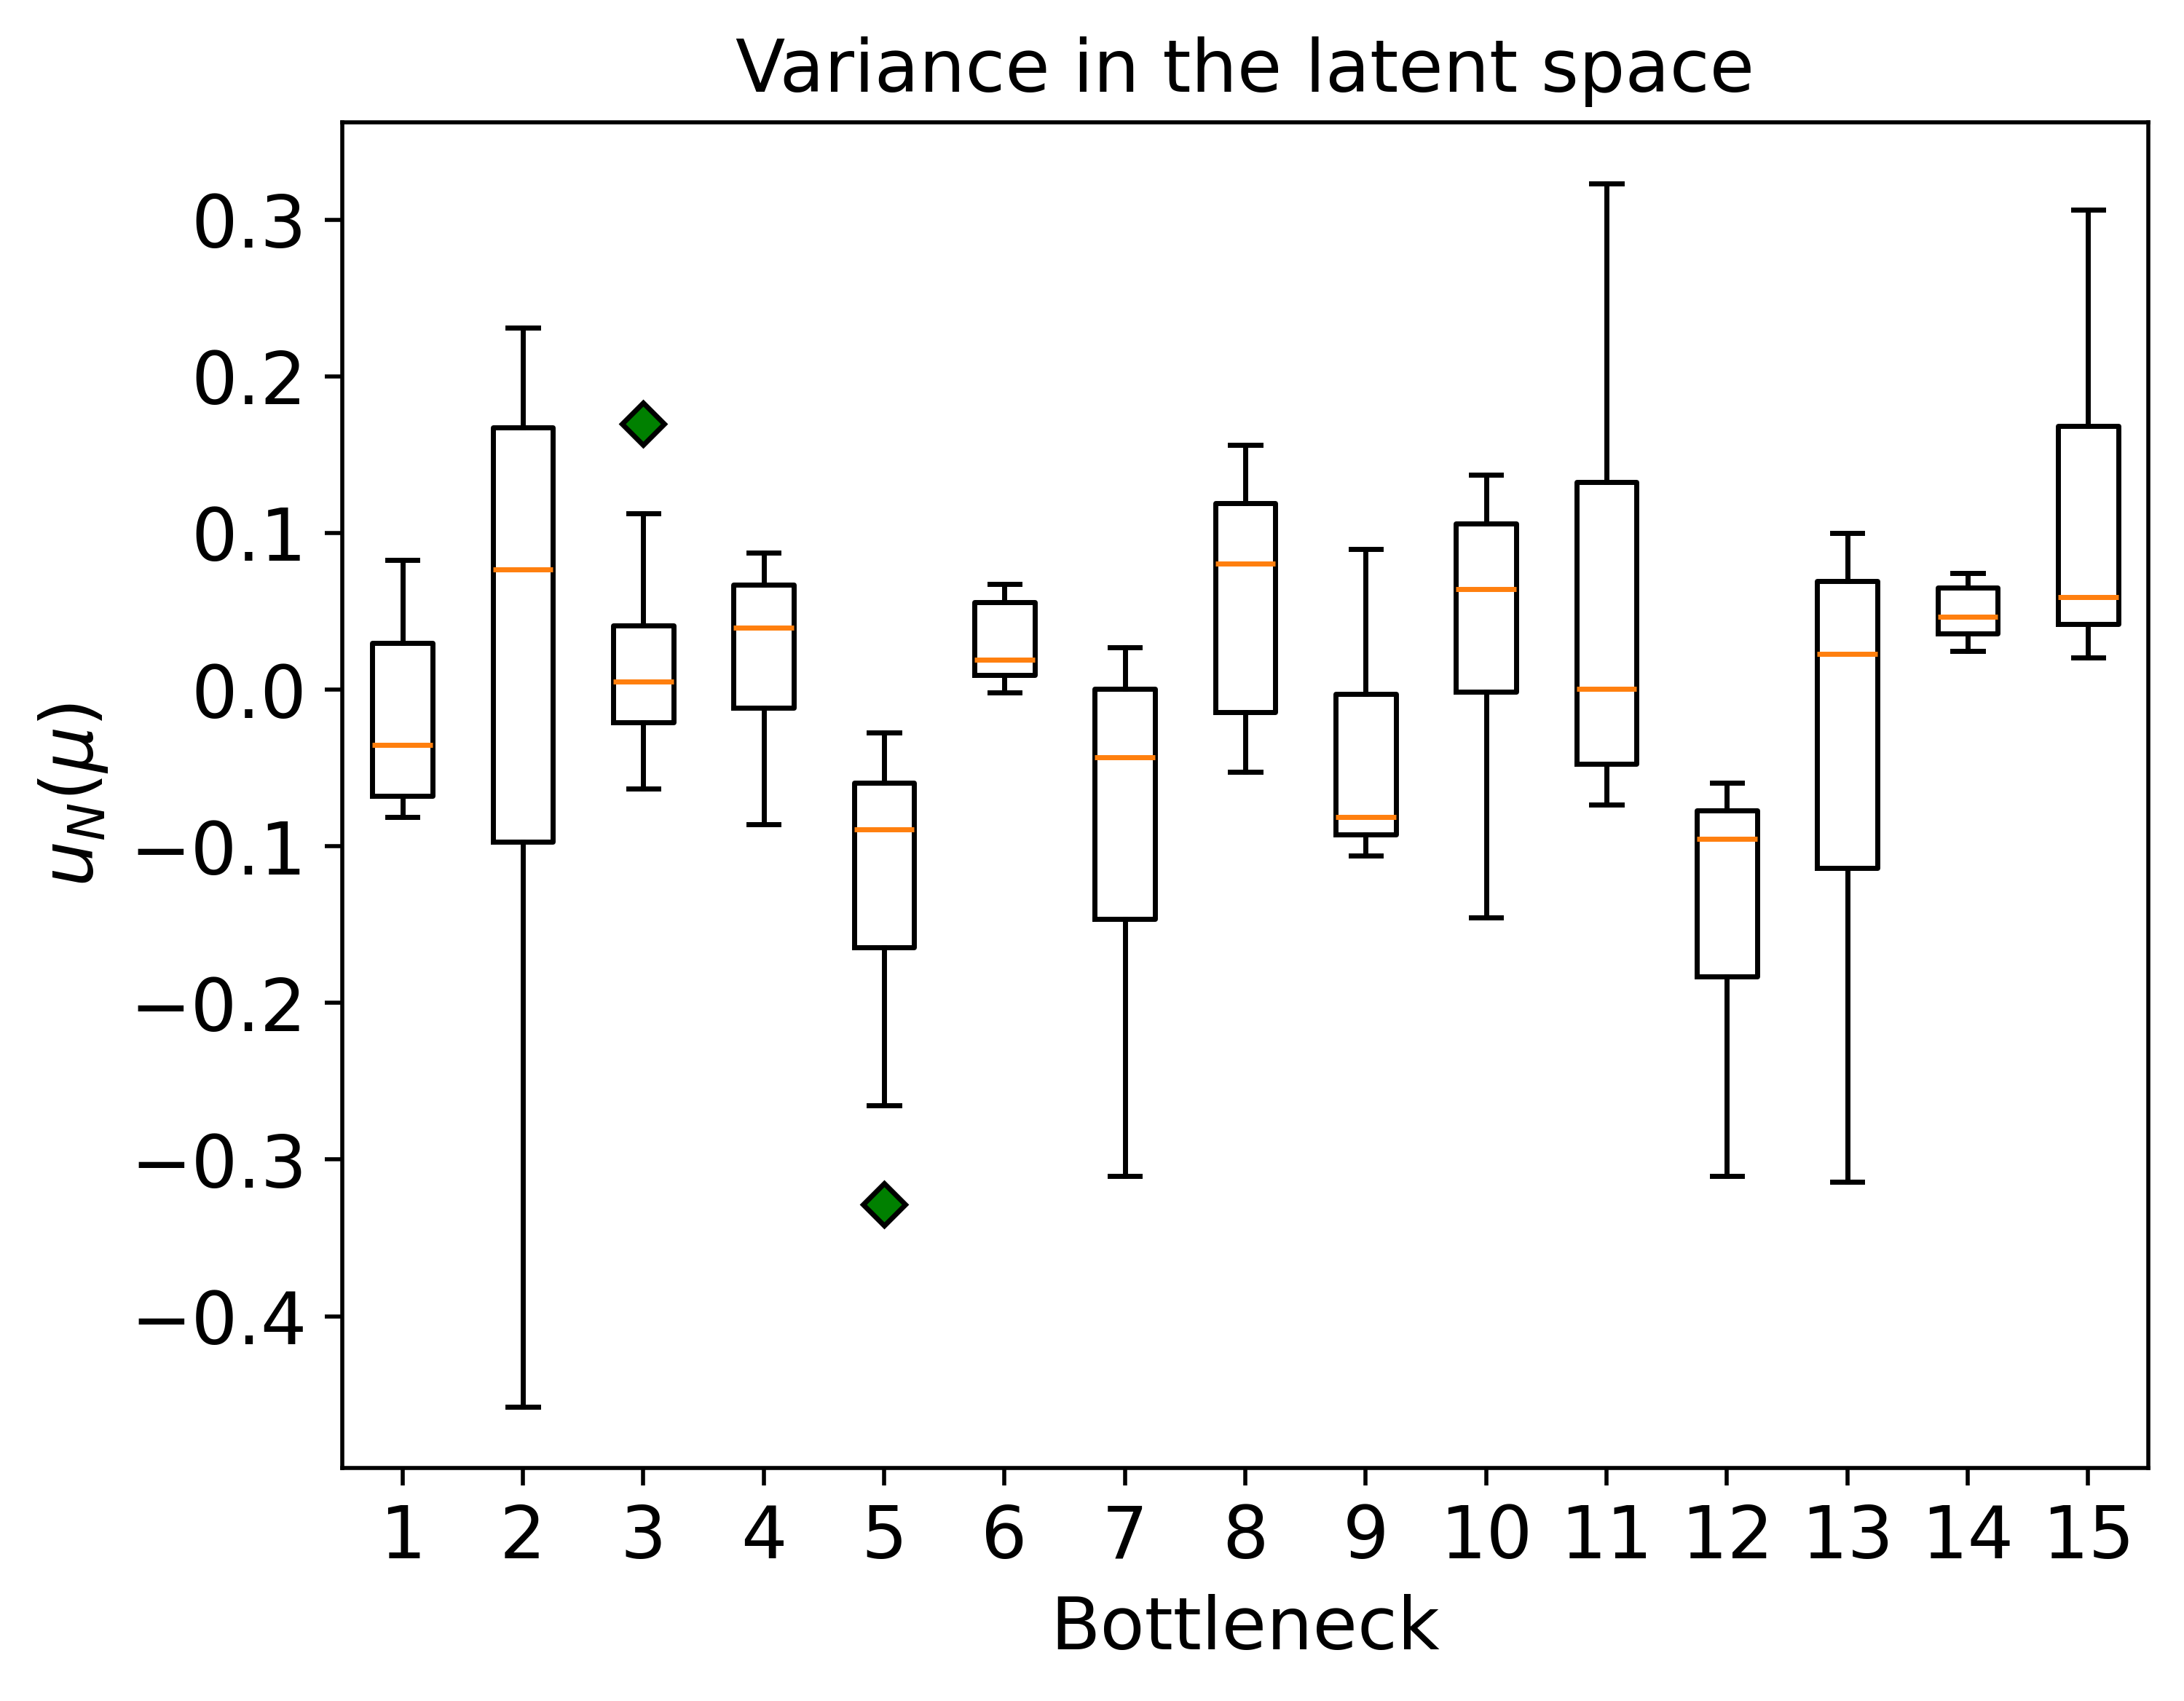 Variance in the latent space
0.3
0.2
0.1
0.0
−0.1
−0.2
−0.3
−0.4
u_N(μ)
1 2 3 4 5 6 7 8 9 10 11 12 13 14 15
Bottleneck